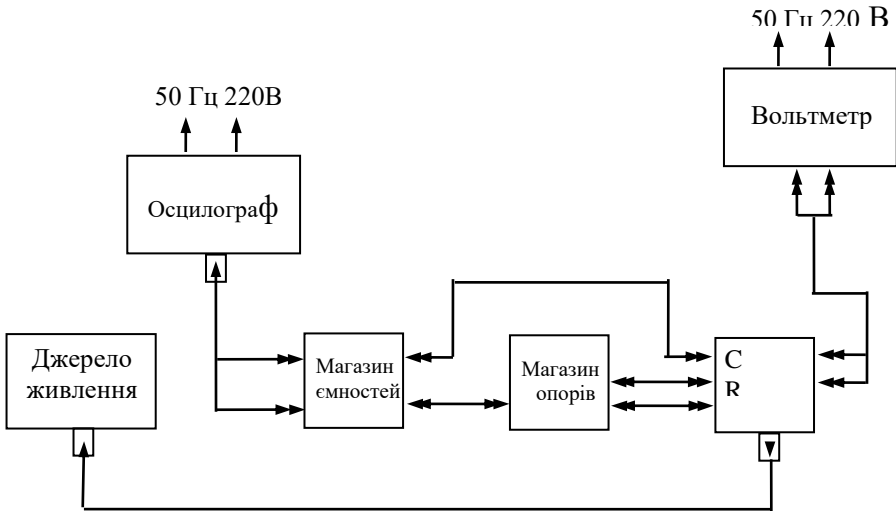 50 Гц 220 В
Вольтметр
50 Гц 220В
Осцилограф
Джерело
живлення
Магазин
ємностей
Магазин
опорів
C
R